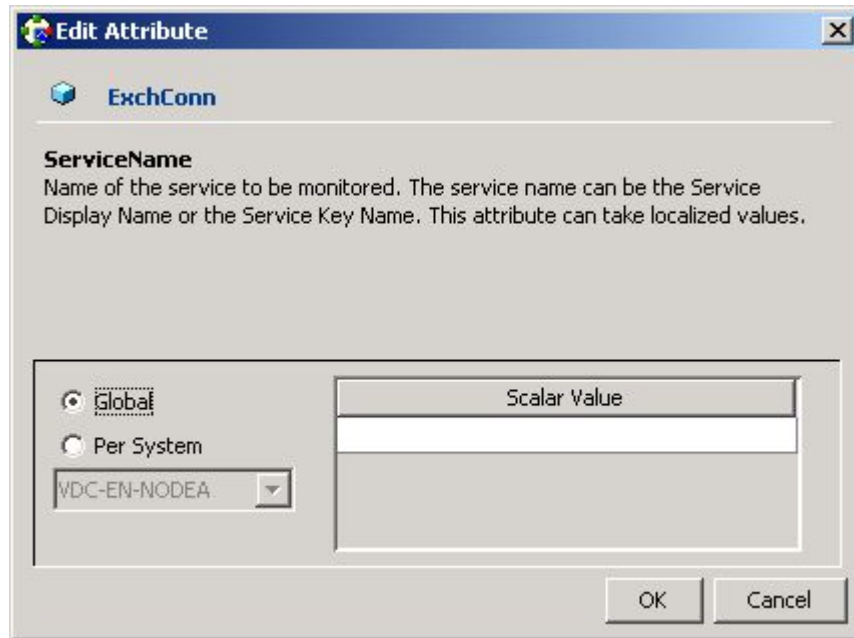 Edit Attribute
ExchConn
ServiceName
Name of the service to be monitored. The service name can be the Service
Display Name or the Service Key Name. This attribute can take localized values.
Global
Scalar Value
Per System
VDC-EN-NODEA
OK
Cancel